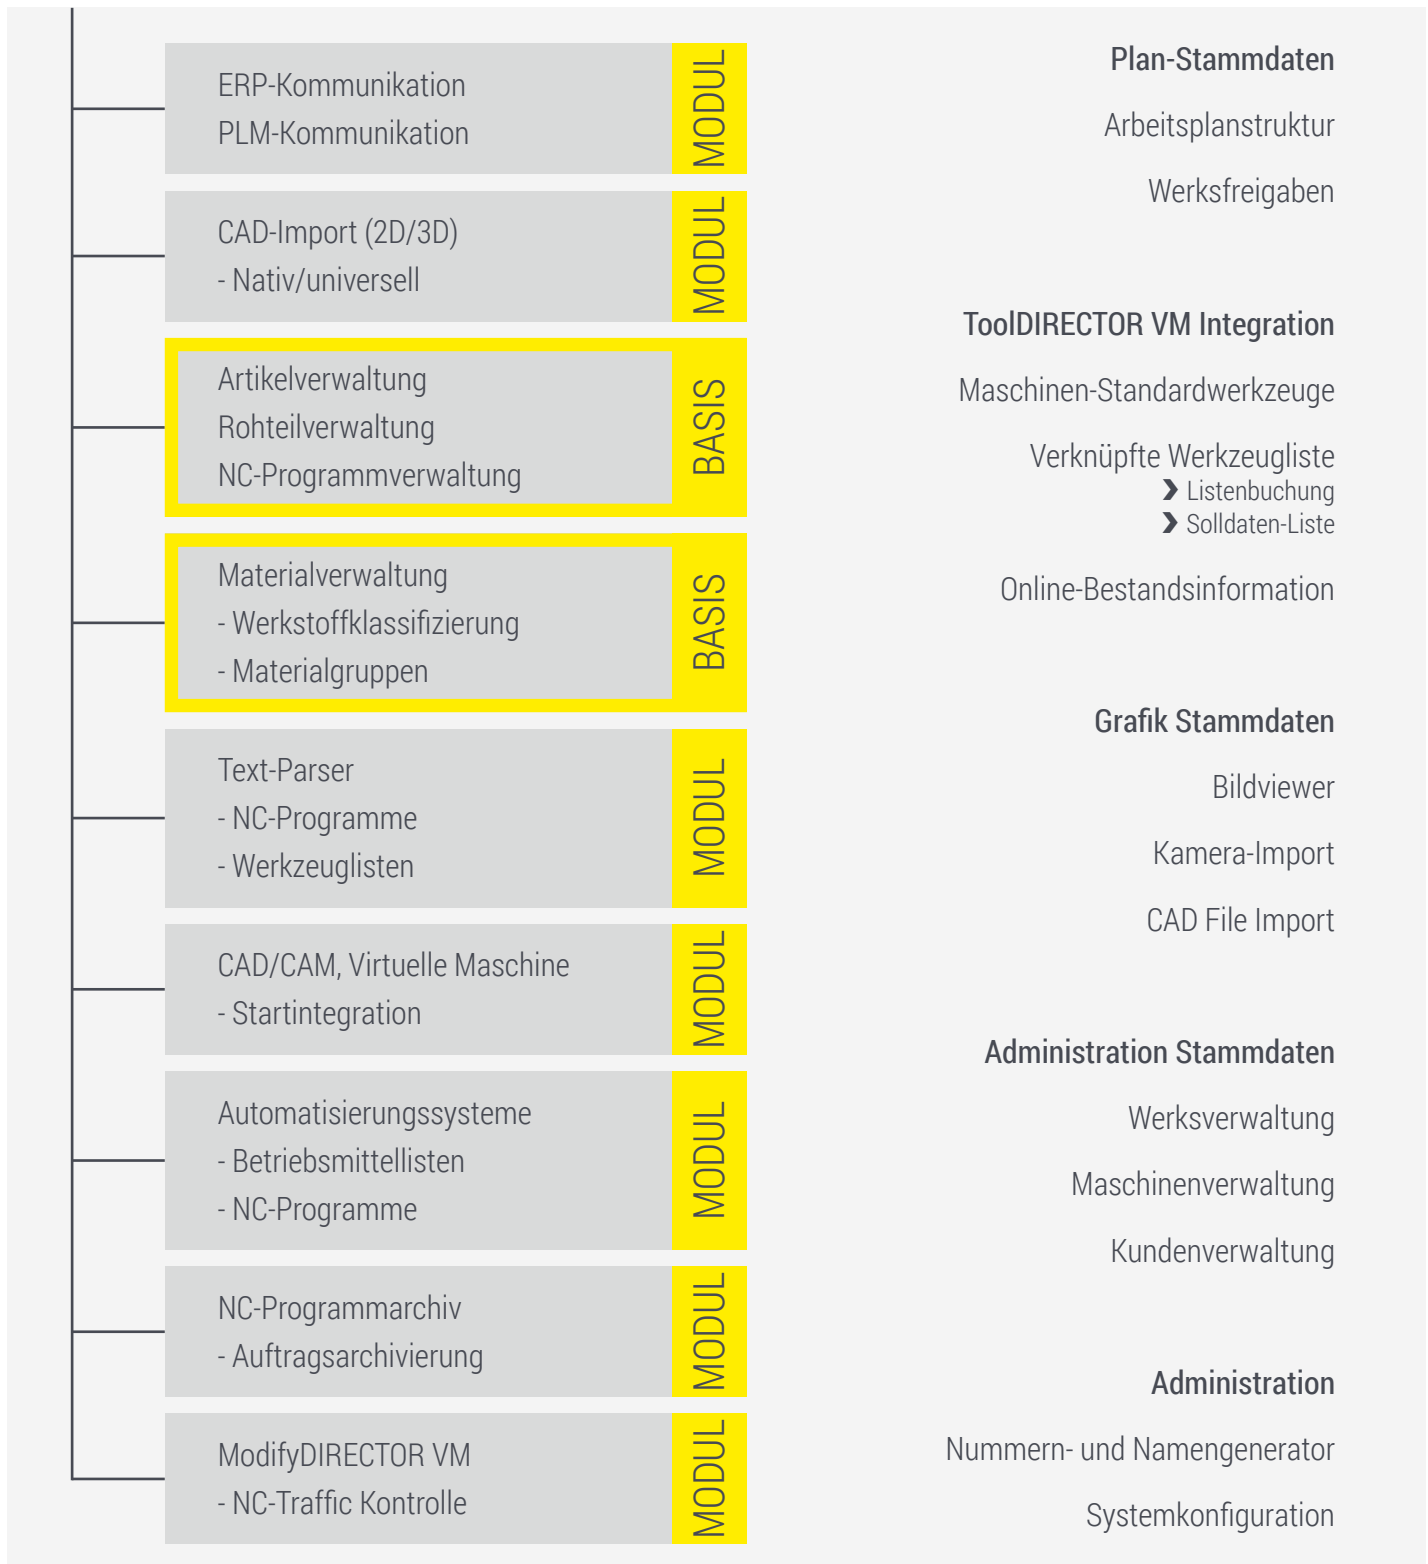 ERP-Kommunikation
PLM-Kommunikation
MODUL
CAD-Import (2D/3D)
- Nativ/universell
MODUL
Artikelverwaltung
Rohteilverwaltung
NC-Programmverwaltung
BASIS
Materialverwaltung
- Werkstoffklassifizierung
- Materialgruppen
BASIS
Text-Parser
- NC-Programme
- Werkzeuglisten
MODUL
CAD/CAM, Virtuelle Maschine
- Startintegration
MODUL
Automatisierungssysteme
- Betriebsmittellisten
- NC-Programme
MODUL
NC-Programmarchiv
- Auftragsarchivierung
MODUL
ModifyDIRECTOR VM
- NC-Traffic Kontrolle
MODUL
Plan-Stammdaten
Arbeitsplanstruktur
Werksfreigaben
ToolDIRECTOR VM Integration
Maschinen-Standardwerkzeuge
Verknüpfte Werkzeugliste
❯ Listenbuchung
❯ Solldaten-Liste
Online-Bestandsinformation
Grafik Stammdaten
Bildviewer
Kamera-Import
CAD File Import
Administration Stammdaten
Werksverwaltung
Maschinenverwaltung
Kundenverwaltung
Administration
Nummern- und Namengenerator
Systemkonfiguration